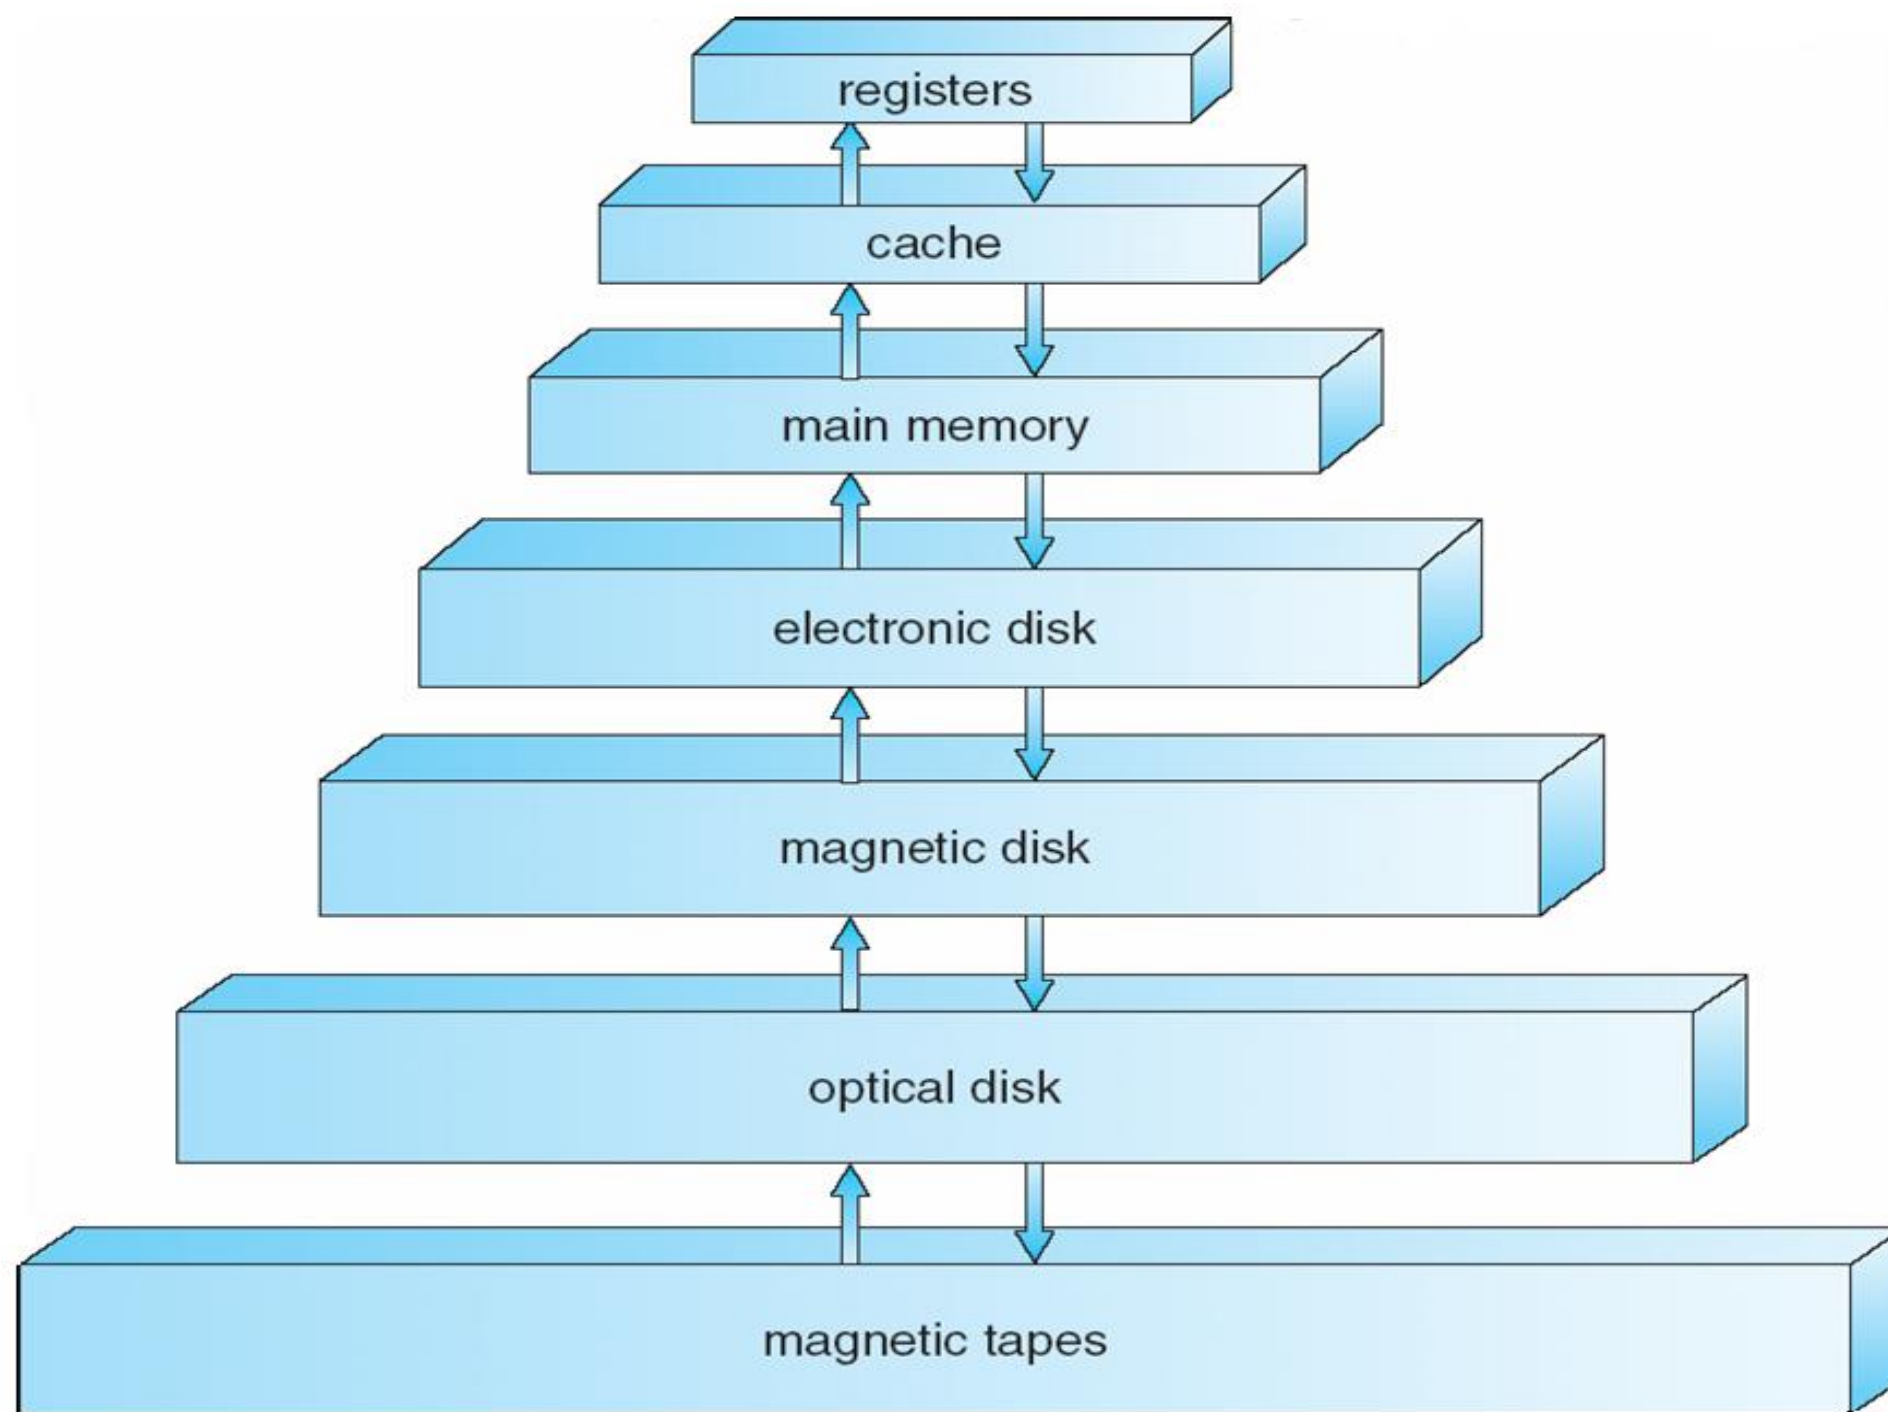 registers
cache
main memory
electronic disk
magnetic disk
optical disk
magnetic tapes